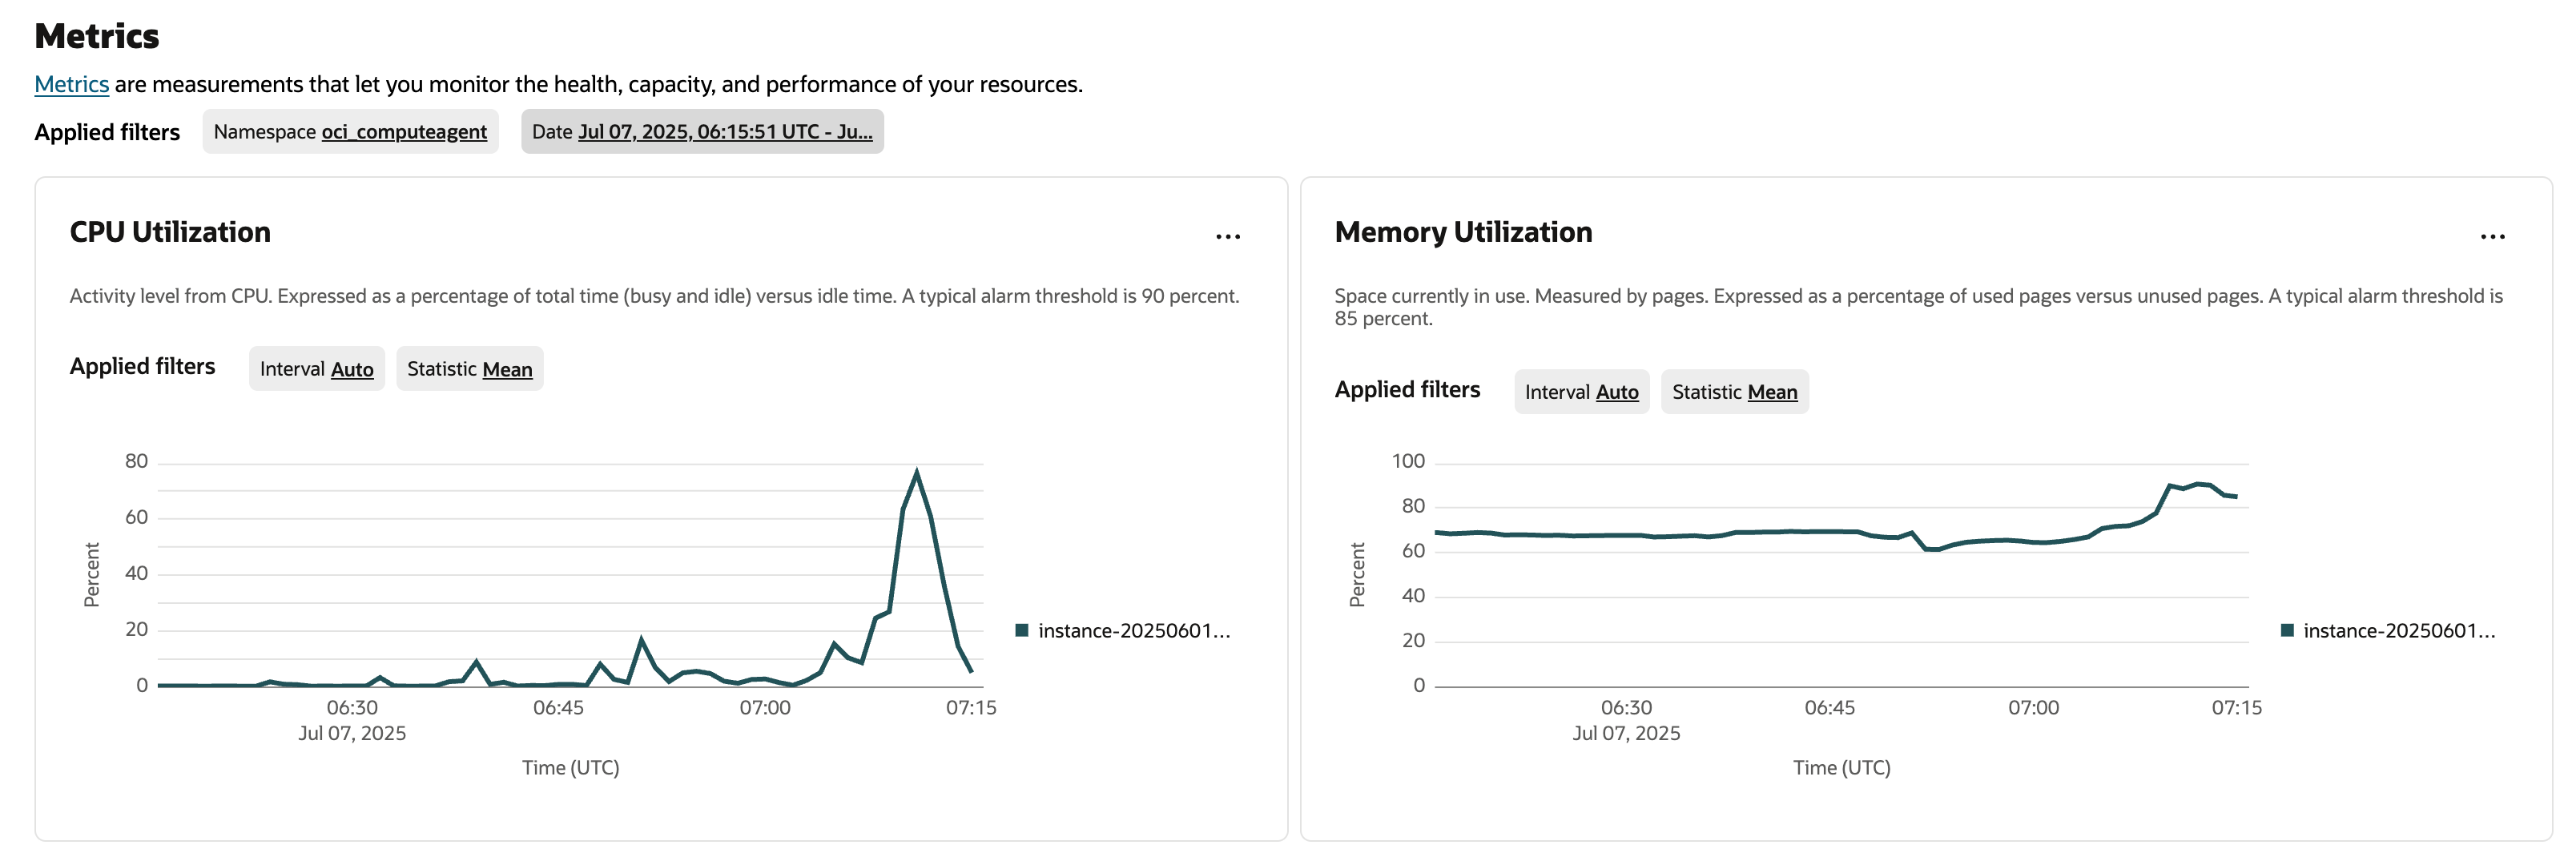 Metrics
Metrics are measurements that let you monitor the health, capacity, and performance of your resources.
Applied filters Namespace oci_computeagent Date Jul 07, 2025, 06:15:51 UTC - Ju...
CPU Utilization
...
Activity level from CPU. Expressed as a percentage of total time (busy and idle) versus idle time. A typical alarm threshold is 90 percent.
Applied filters Interval Auto Statistic Mean
80
60
40
20
0
Percent
06:30 06:45 07:00 07:15
Jul 07, 2025
Time (UTC)
instance-20250601...
Memory Utilization
...
Space currently in use. Measured by pages. Expressed as a percentage of used pages versus unused pages. A typical alarm threshold is
85 percent.
Applied filters Interval Auto Statistic Mean
100
80
60
40
20
0
Percent
06:30 06:45 07:00 07:15
Jul 07, 2025
Time (UTC)
instance-20250601...